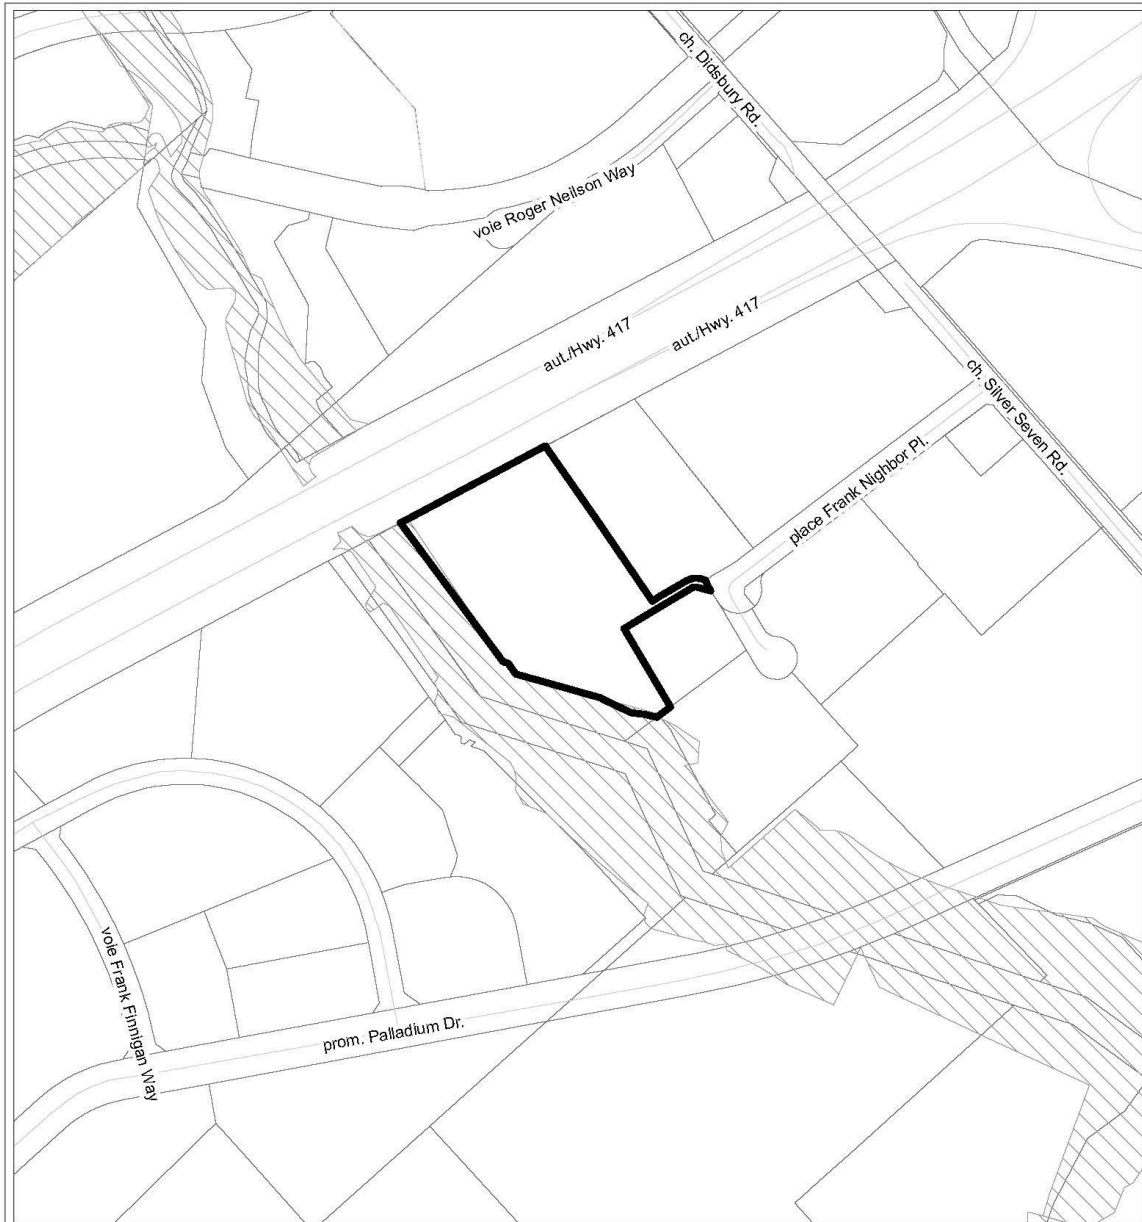 ch. Didsbury Rd.
voie Roger Neilson Way
aut./Hwy. 417
aut./Hwy. 417
ch. Silver Seven Rd.
place Frank Nighbor Pl.
voie Frank Finnigan Way
prom. Palladium Dr.